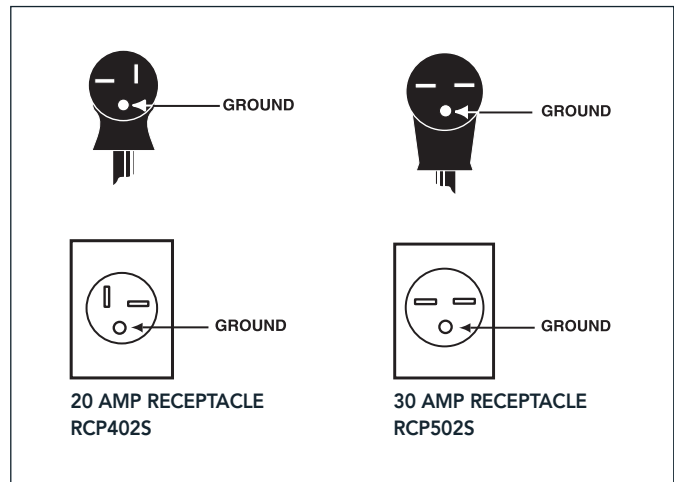 GROUND
GROUND
GROUND
GROUND
20 AMP RECEPTACLE
RCP402S
30 AMP RECEPTACLE
RCP502S